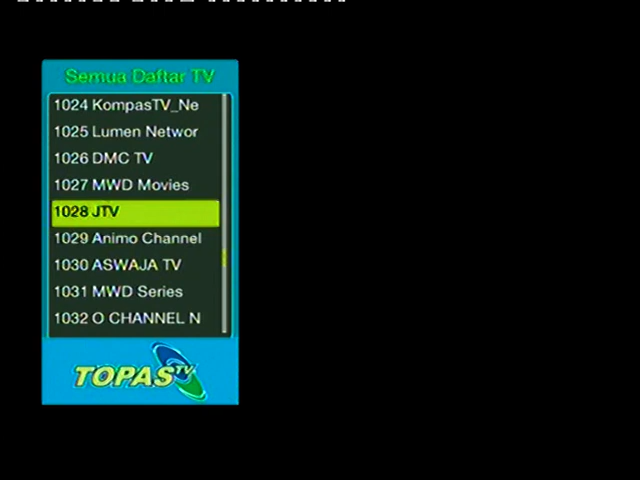 Semua Daftar TV
1024 KompasTV_Ne
1025 Lumen Networ
1026 DMC TV
1027 MWD Movies
1028 JTV
1029 Animo Channel
1030 ASWAJA TV
1031 MWD Series
1032 O CHANNEL N
TOPAS TV